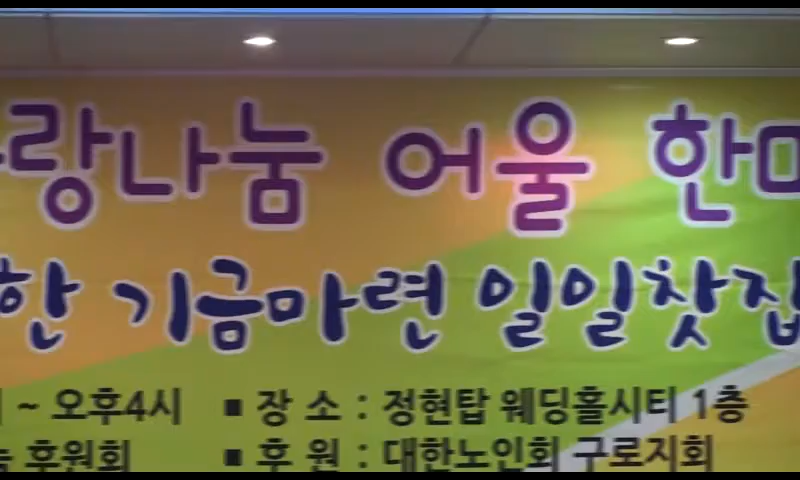 랑나눔 어울 한
한 기금마련 일일찻집
~ 오후4시 ■ 장 소 : 정현탑 웨딩홀시티 1층
후원회 ■ 후 원 : 대한노인회 구로지회